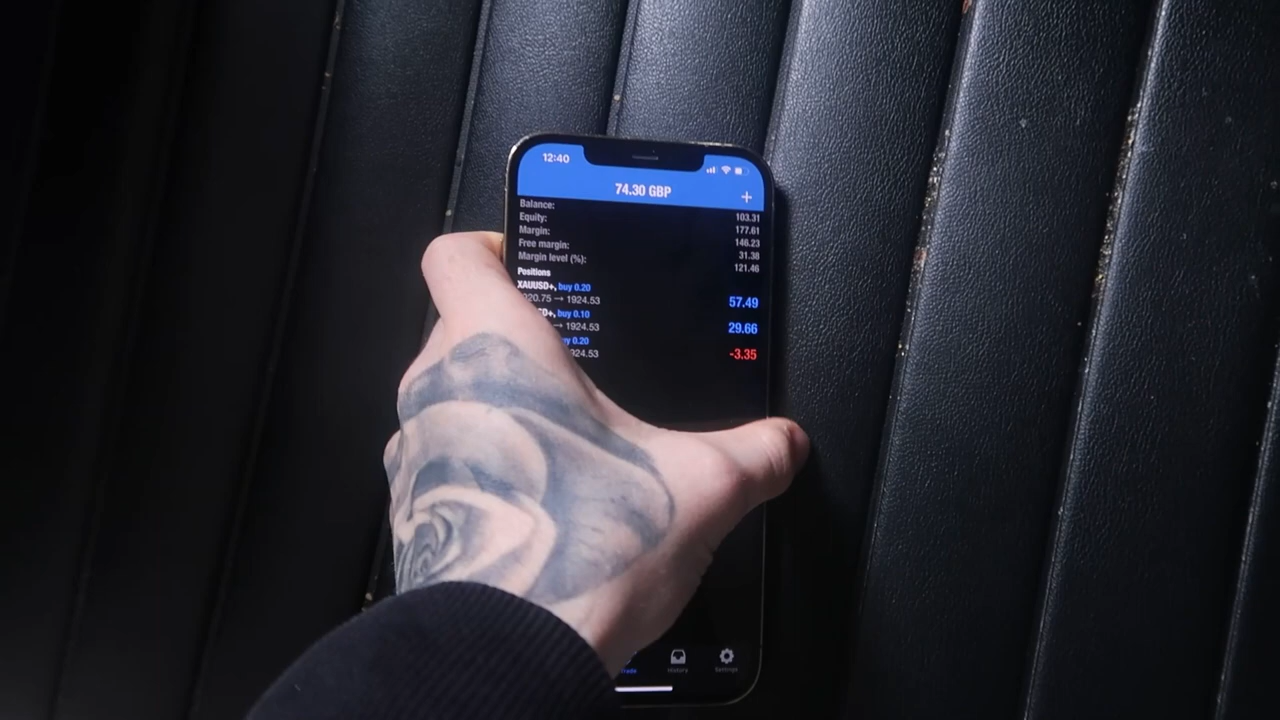 12:40
74.30 GBP
+
Balance: 103.31
Equity: 177.61
Margin: 146.23
Free margin: 31.38
Margin level (%): 121.46
Positions
XAUUSD+, buy 0.20
1920.75 → 1924.53 57.49
D+, buy 0.10
→ 1924.53 29.66
0.20
924.53 -3.35
Trade History Settings